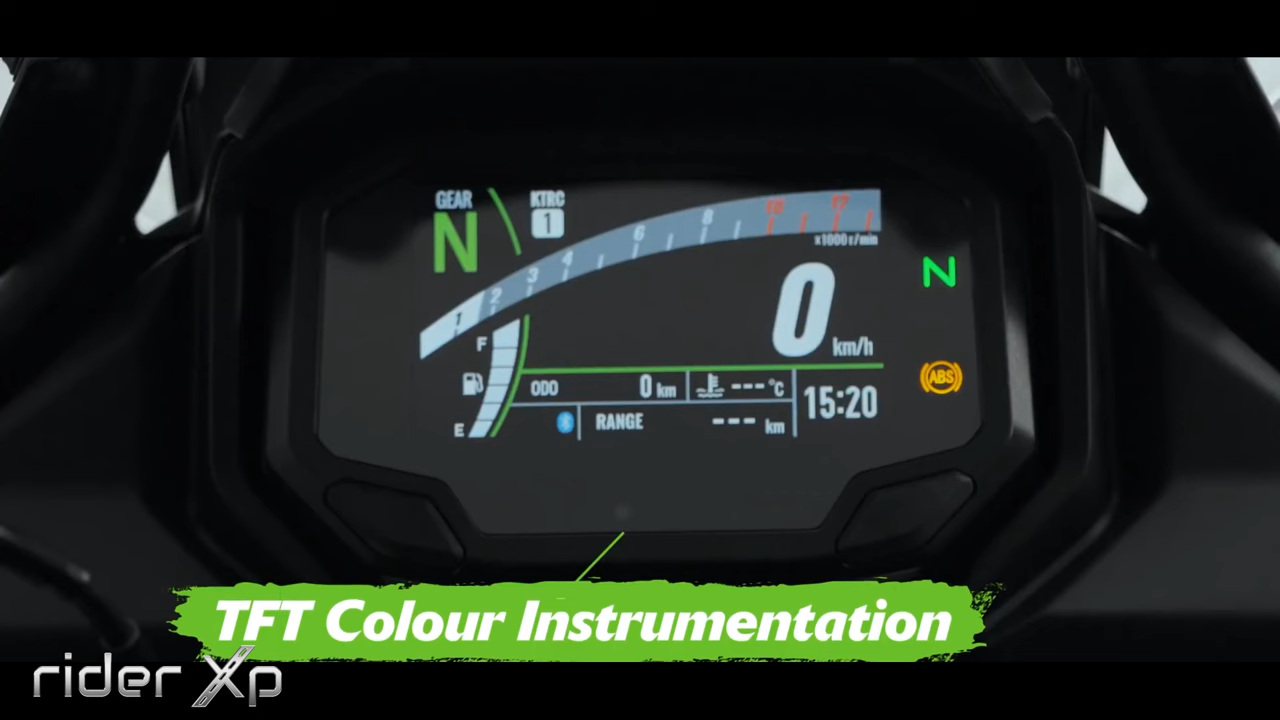 GEAR
N
KTRC
1
1 2 3 4 6 8 10 12
x1000 r/min
0 km/h
N
F
E
ODO 0 km
--- °C
ABS
RANGE --- km
15:20
TFT Colour Instrumentation
rider Xp